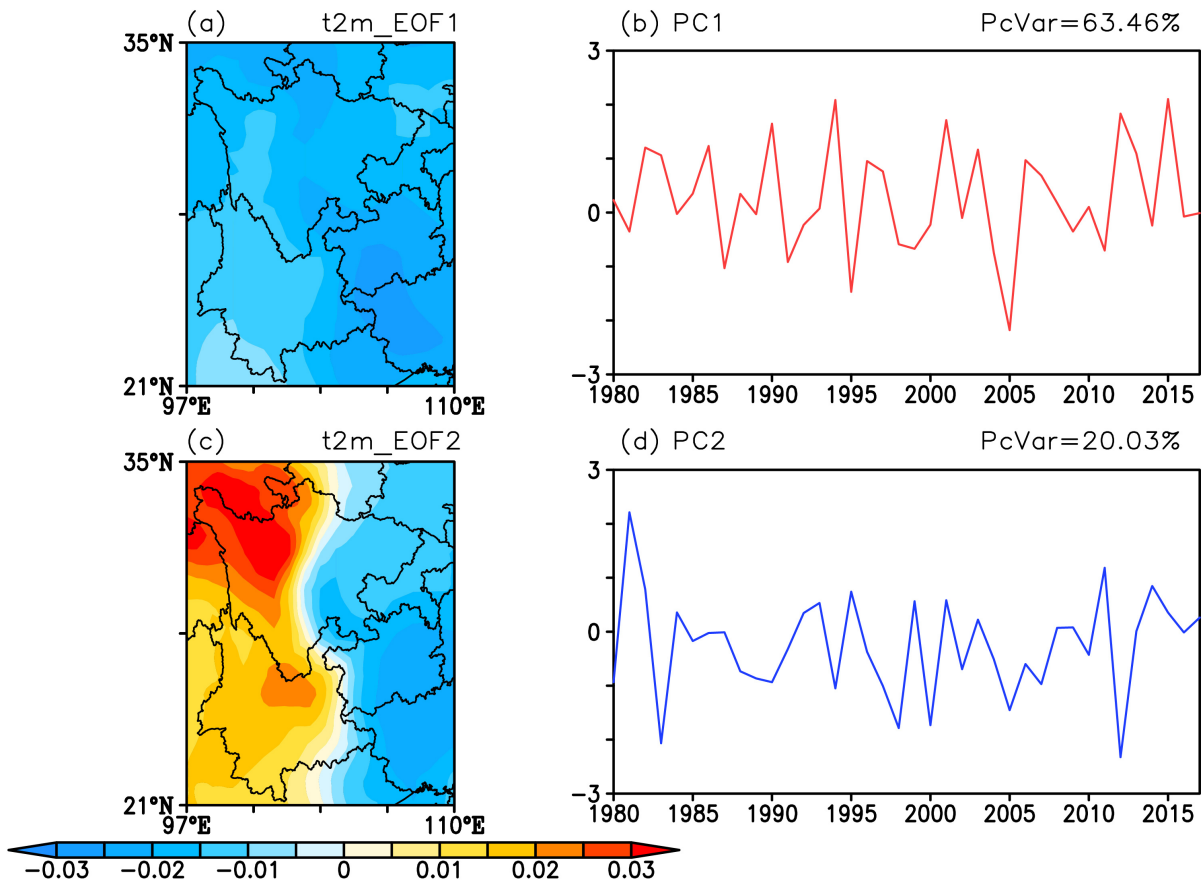 (a) t2m_EOF1
35°N
21°N
97°E 110°E
(b) PC1 PcVar=63.46%
3
0
−3
1980 1985 1990 1995 2000 2005 2010 2015
(c) t2m_EOF2
35°N
21°N
97°E 110°E
(d) PC2 PcVar=20.03%
3
0
−3
1980 1985 1990 1995 2000 2005 2010 2015
−0.03 −0.02 −0.01 0 0.01 0.02 0.03